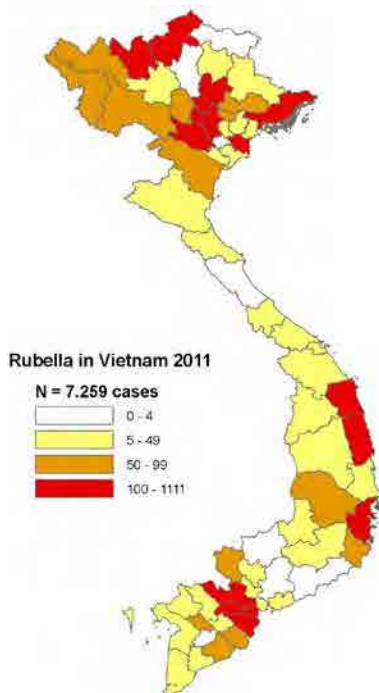 Rubella in Vietnam 2011
N = 7.259 cases
0 - 4
5 - 49
50 - 99
100 - 1111